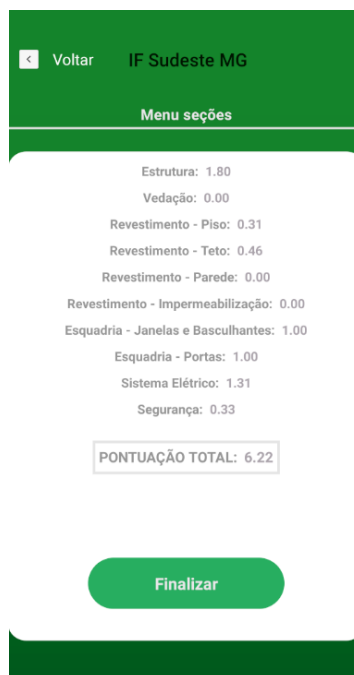 Voltar IF Sudeste MG
Menu seções
Estrutura: 1.80
Vedação: 0.00
Revestimento - Piso: 0.31
Revestimento - Teto: 0.46
Revestimento - Parede: 0.00
Revestimento - Impermeabilização: 0.00
Esquadria - Janelas e Basculhantes: 1.00
Esquadria - Portas: 1.00
Sistema Elétrico: 1.31
Segurança: 0.33
PONTUAÇÃO TOTAL: 6.22
Finalizar